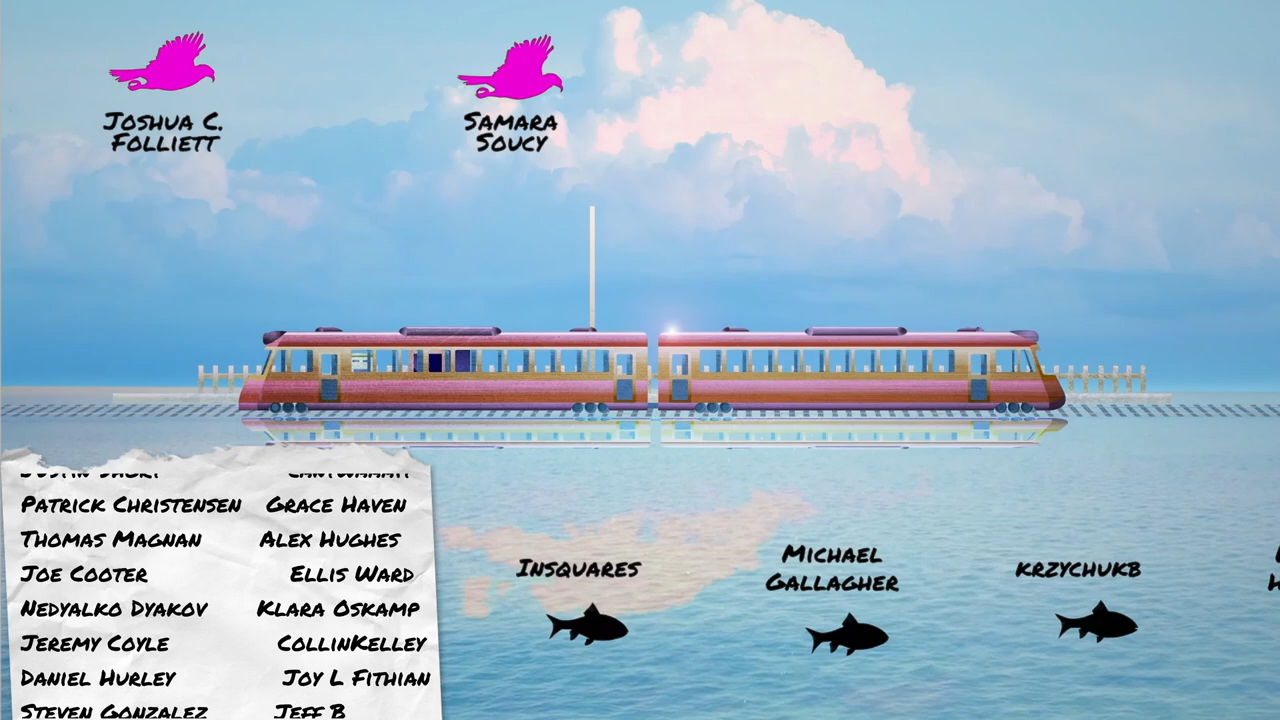 Joshua C.
Folliett
Samara
Soucy
Patrick Christensen
Grace Haven
Thomas Magnan
Alex Hughes
Joe Cooter
Ellis Ward
Nedyalko Dyakov
Klara Oskamp
Jeremy Coyle
CollinKelley
Daniel Hurley
Joy L Fithian
Steven Gonzalez
Jeff B
Insquares
Michael
Gallagher
krzychukb